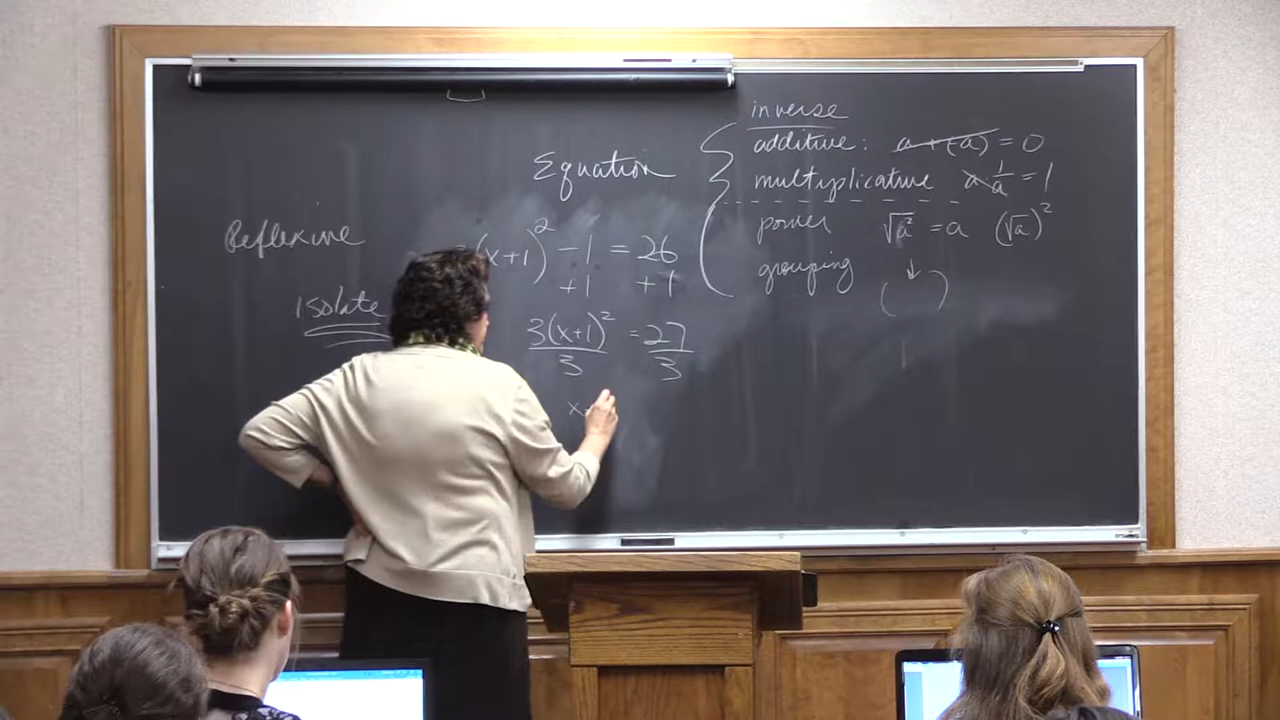 inverse
additive: a + (-a) = 0
multiplicative a · 1/a = 1
power √a² = a (√a)²
grouping ( )
Equation
Reflexive
Isolate
(x+1)² - 1 = 26
+1 +1
3(x+1)² = 27
3 3
x